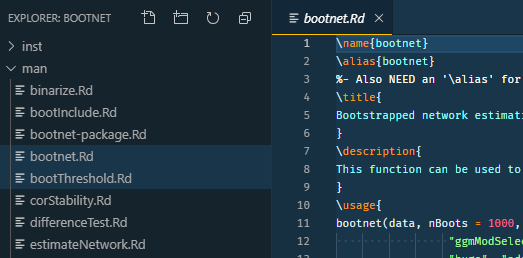 EXPLORER: BOOTNET
inst
man
binarize.Rd
bootInclude.Rd
bootnet-package.Rd
bootnet.Rd
bootThreshold.Rd
corStability.Rd
differenceTest.Rd
estimateNetwork.Rd
bootnet.Rd
1 \name{bootnet}
2 \alias{bootnet}
3 %- Also NEED an '\alias' for
4 \title{
5 Bootstrapped network estimati
6 }
7 \description{
8 This function can be used to
9 }
10 \usage{
11 bootnet(data, nBoots = 1000,
12 "ggmModSelec